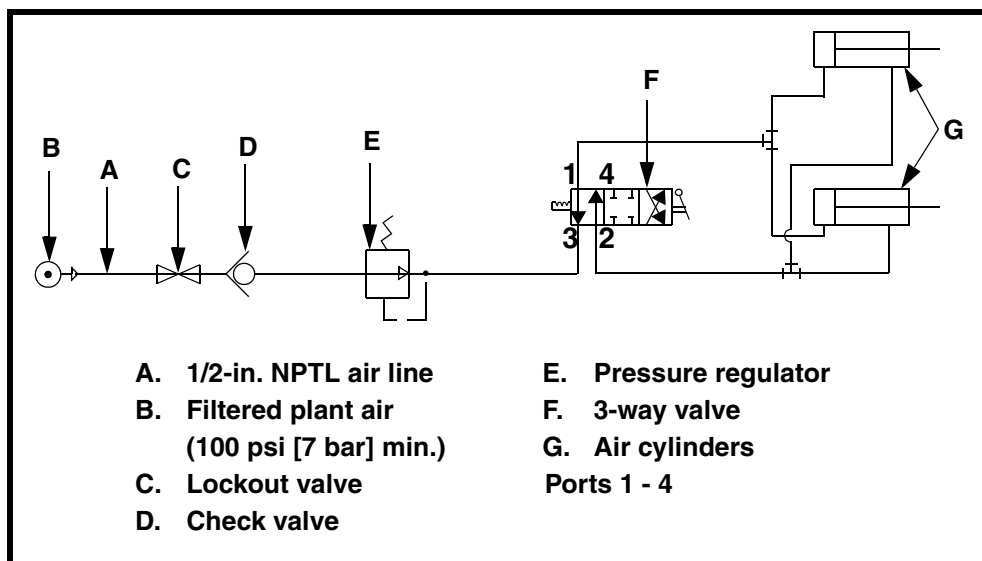 F
G
B
A
C
D
E
1 4
3 2
A. 1/2-in. NPTL air line
B. Filtered plant air
(100 psi [7 bar] min.)
C. Lockout valve
D. Check valve
E. Pressure regulator
F. 3-way valve
G. Air cylinders
Ports 1 - 4